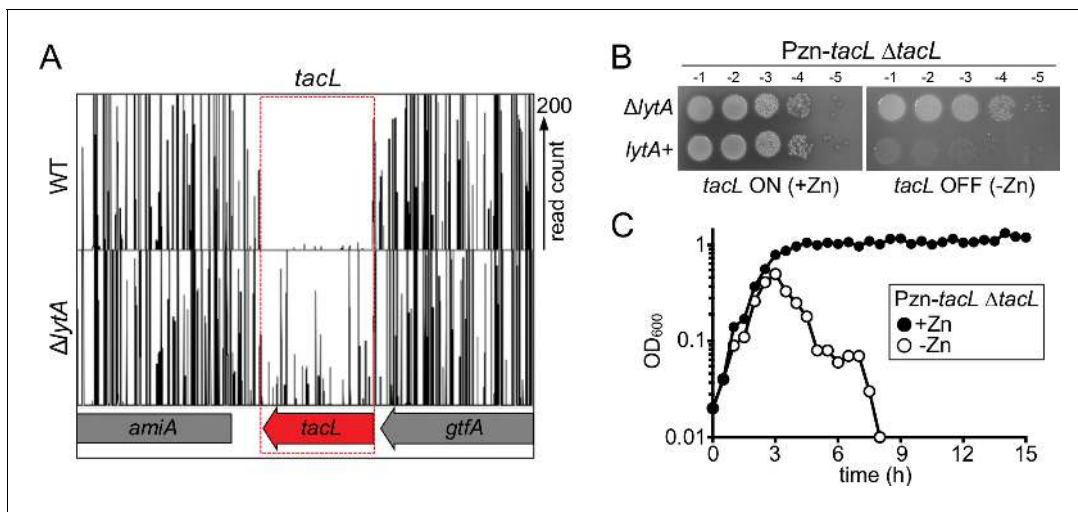 A
tacL
200
read count
WT
ΔlytA
amiA
tacL
gtfA
B
Pzn-tacL ΔtacL
-1 -2 -3 -4 -5 -1 -2 -3 -4 -5
ΔlytA
lytA+
tacL ON (+Zn) tacL OFF (-Zn)
C
1
0.1
0.01
OD600
Pzn-tacL ΔtacL
+Zn
-Zn
0 3 6 9 12 15
time (h)